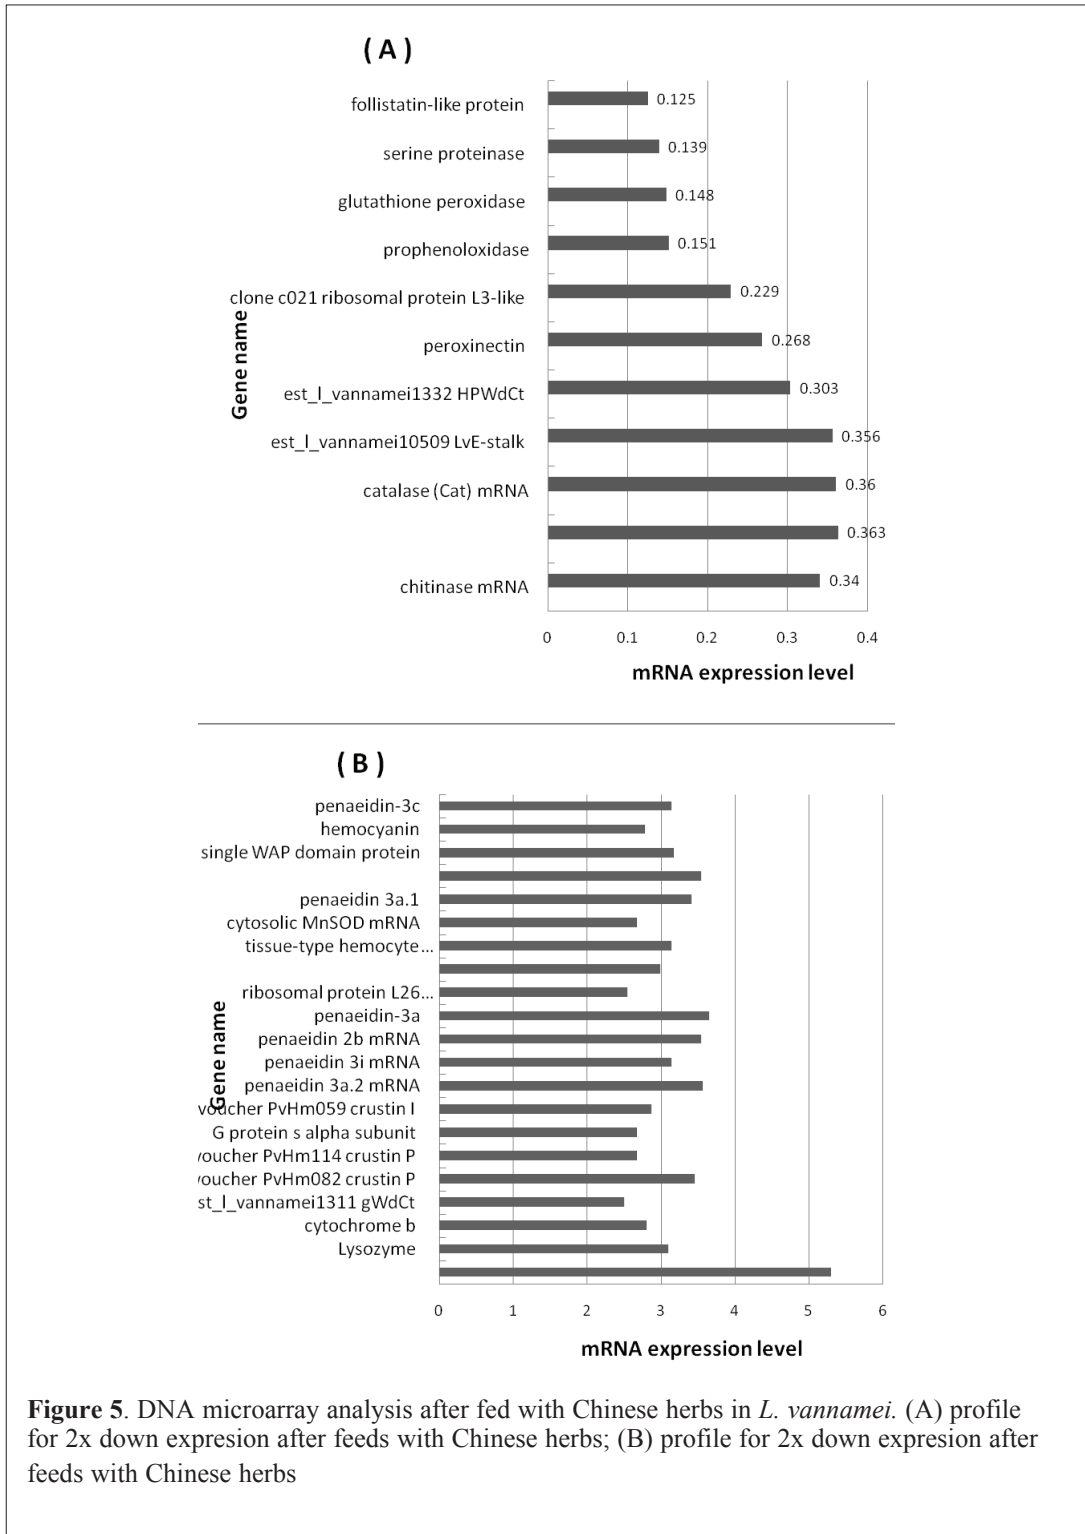 ( A )
follistatin-like protein 0.125
serine proteinase 0.139
glutathione peroxidase 0.148
prophenoloxidase 0.151
clone c021 ribosomal protein L3-like 0.229
peroxinectin 0.268
est_l_vannamei1332 HPWdCt 0.303
est_l_vannamei10509 LvE-stalk 0.356
catalase (Cat) mRNA 0.36
0.363
chitinase mRNA 0.34
Gene name
0 0.1 0.2 0.3 0.4
mRNA expression level
( B )
penaeidin-3c
hemocyanin
single WAP domain protein
penaeidin 3a.1
cytosolic MnSOD mRNA
tissue-type hemocyte...
ribosomal protein L26...
penaeidin-3a
penaeidin 2b mRNA
penaeidin 3i mRNA
penaeidin 3a.2 mRNA
voucher PvHm059 crustin I
G protein s alpha subunit
voucher PvHm114 crustin P
voucher PvHm082 crustin P
st_l_vannamei1311 gWdCt
cytochrome b
Lysozyme
Gene name
0 1 2 3 4 5 6
mRNA expression level
Figure 5. DNA microarray analysis after fed with Chinese herbs in L. vannamei. (A) profile
for 2x down expresion after feeds with Chinese herbs; (B) profile for 2x down expresion after
feeds with Chinese herbs